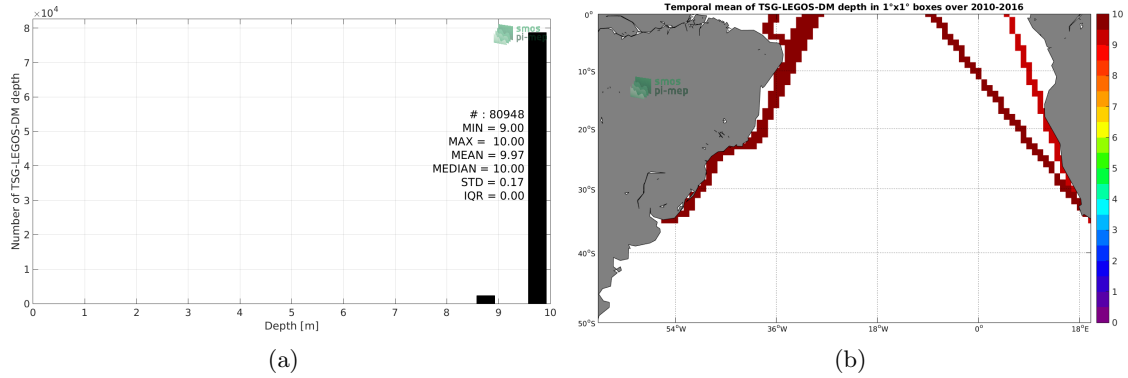 ×10⁴
8
7
6
5
4
3
2
1
0
Number of TSG-LEGOS-DM depth
smos
pi-mep
# : 80948
MIN = 9.00
MAX = 10.00
MEAN = 9.97
MEDIAN = 10.00
STD = 0.17
IQR = 0.00
0 1 2 3 4 5 6 7 8 9 10
Depth [m]
(a)
Temporal mean of TSG-LEGOS-DM depth in 1°x1° boxes over 2010-2016
0°
10°S
20°S
30°S
40°S
50°S
smos
pi-mep
54°W 36°W 18°W 0° 18°E
10
9
8
7
6
5
4
3
2
1
0
(b)